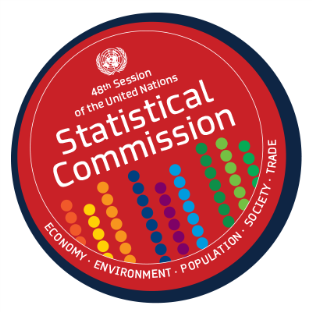 48th Session
of the United Nations
Statistical
Commission
ECONOMY · ENVIRONMENT · POPULATION · SOCIETY · TRADE